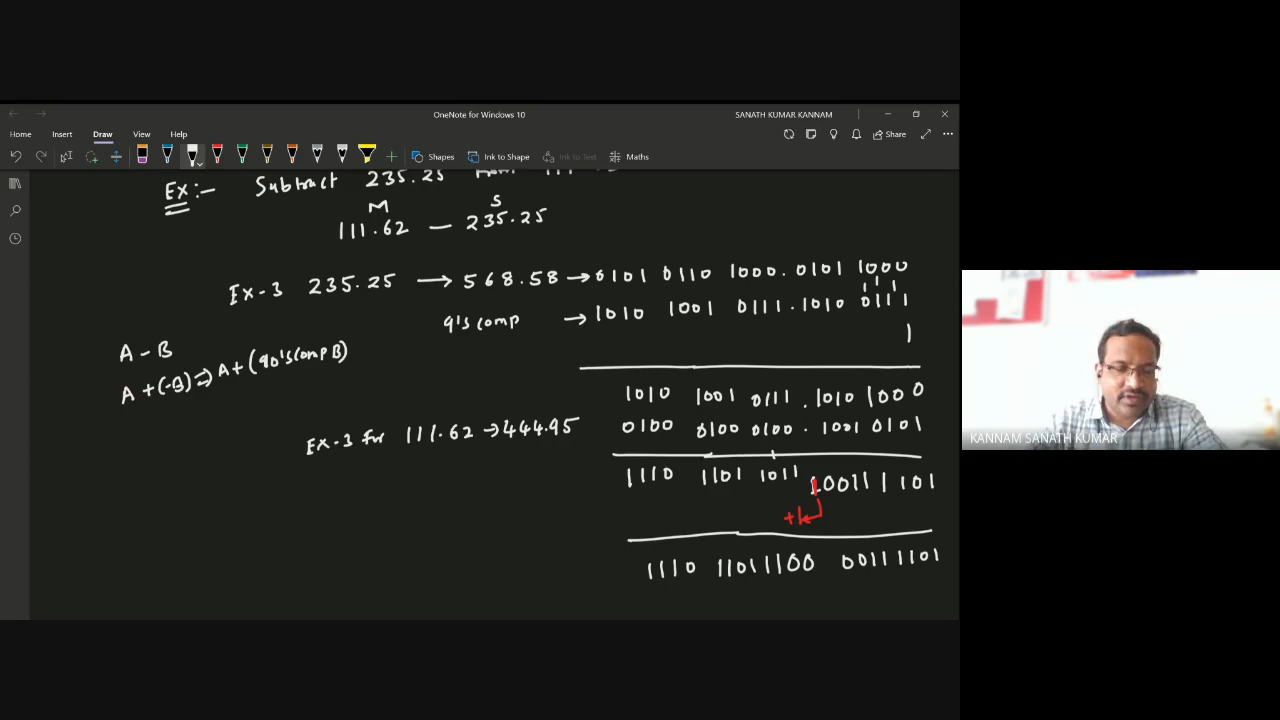 OneNote for Windows 10
SANATH KUMAR KANNAM
Home Insert Draw View Help
Share
Shapes Ink to Shape Ink to Text Maths
Ex:- Subtract 235.25
M S
111.62 - 235.25
Ex-3 235.25 → 568.58 → 0101 0110 1000.0101 1000
1 1 1
9's comp → 1010 1001 0111.1010 0111
1
A - B
A + (-B) ⇒ A + (90's comp B)
1010 1001 0111.1010 1000
Ex-3 for 111.62 → 444.95 0100 0100 0100.1001 0101
1110 1101 1011 10011 1101
+1
1110 11011100 00111101
KANNAM SANATH KUMAR